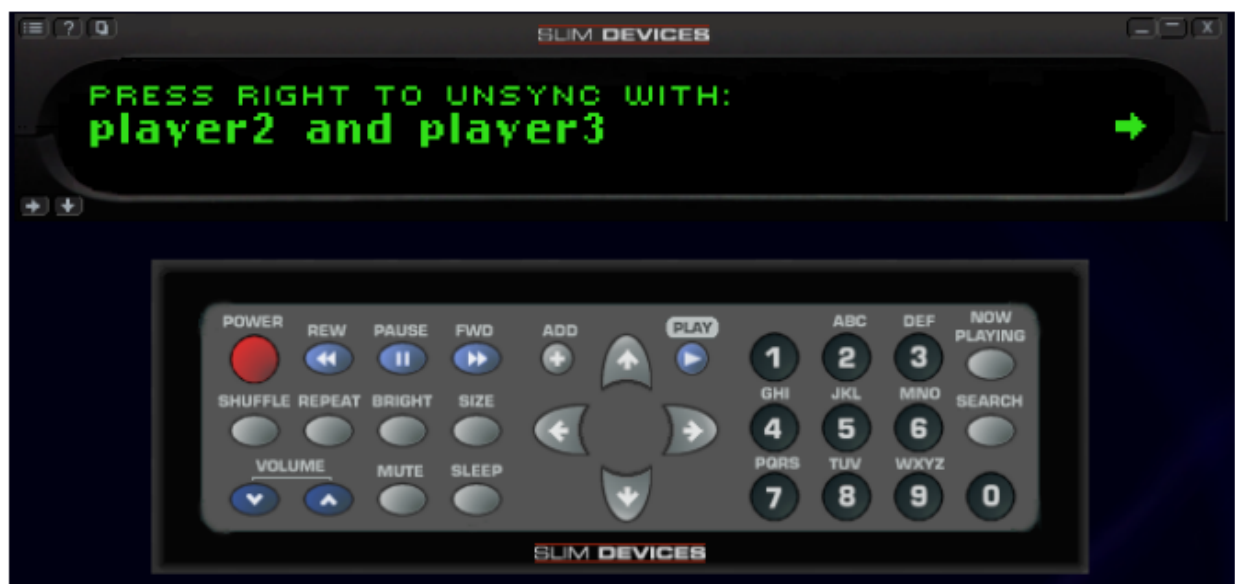 SLIM DEVICES
PRESS RIGHT TO UNSYNC WITH:
player2 and player3
POWER REW PAUSE FWD ADD PLAY ABC DEF NOW PLAYING
1 2 3
SHUFFLE REPEAT BRIGHT SIZE GHI JKL MNO SEARCH
4 5 6
VOLUME MUTE SLEEP PQRS TUV WXYZ
7 8 9 0
SLIM DEVICES